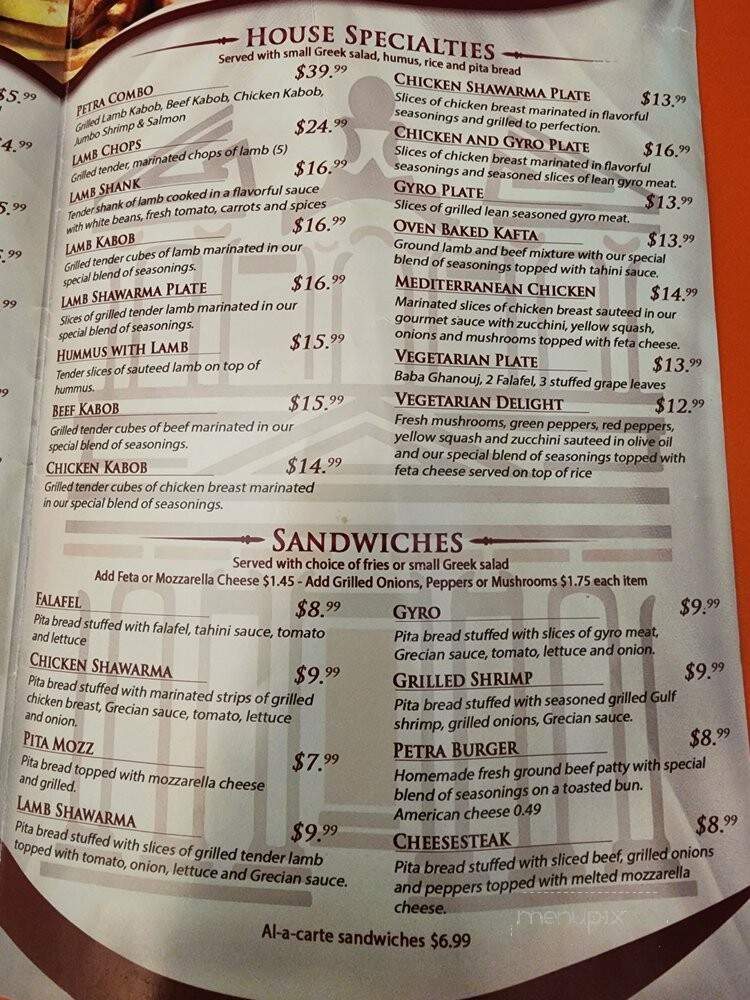 HOUSE SPECIALTIES
Served with small Greek salad, humus, rice and pita bread
PETRA COMBO $39.99
Grilled Lamb Kabob, Beef Kabob, Chicken Kabob,
Jumbo Shrimp & Salmon
LAMB CHOPS $24.99
Grilled tender, marinated chops of lamb (5)
LAMB SHANK $16.99
Tender shank of lamb cooked in a flavorful sauce
with white beans, fresh tomato, carrots and spices
LAMB KABOB $16.99
Grilled tender cubes of lamb marinated in our
special blend of seasonings.
LAMB SHAWARMA PLATE $16.99
Slices of grilled tender lamb marinated in our
special blend of seasonings.
HUMMUS WITH LAMB $15.99
Tender slices of sauteed lamb on top of
hummus.
BEEF KABOB $15.99
Grilled tender cubes of beef marinated in our
special blend of seasonings.
CHICKEN KABOB $14.99
Grilled tender cubes of chicken breast marinated
in our special blend of seasonings.
CHICKEN SHAWARMA PLATE $13.99
Slices of chicken breast marinated in flavorful
seasonings and grilled to perfection.
CHICKEN AND GYRO PLATE $16.99
Slices of chicken breast marinated in flavorful
seasonings and seasoned slices of lean gyro meat.
GYRO PLATE $13.99
Slices of grilled lean seasoned gyro meat.
OVEN BAKED KAFTA $13.99
Ground lamb and beef mixture with our special
blend of seasonings topped with tahini sauce.
MEDITERRANEAN CHICKEN $14.99
Marinated slices of chicken breast sauteed in our
gourmet sauce with zucchini, yellow squash,
onions and mushrooms topped with feta cheese.
VEGETARIAN PLATE $13.99
Baba Ghanouj, 2 Falafel, 3 stuffed grape leaves
VEGETARIAN DELIGHT $12.99
Fresh mushrooms, green peppers, red peppers,
yellow squash and zucchini sauteed in olive oil
and our special blend of seasonings topped with
feta cheese served on top of rice
SANDWICHES
Served with choice of fries or small Greek salad
Add Feta or Mozzarella Cheese $1.45 - Add Grilled Onions, Peppers or Mushrooms $1.75 each item
FALAFEL $8.99
Pita bread stuffed with falafel, tahini sauce, tomato
and lettuce
CHICKEN SHAWARMA $9.99
Pita bread stuffed with marinated strips of grilled
chicken breast, Grecian sauce, tomato, lettuce
and onion.
PITA MOZZ $7.99
Pita bread topped with mozzarella cheese
and grilled.
LAMB SHAWARMA $9.99
Pita bread stuffed with slices of grilled tender lamb
topped with tomato, onion, lettuce and Grecian sauce.
GYRO $9.99
Pita bread stuffed with slices of gyro meat,
Grecian sauce, tomato, lettuce and onion.
GRILLED SHRIMP $9.99
Pita bread stuffed with seasoned grilled Gulf
shrimp, grilled onions, Grecian sauce.
PETRA BURGER $8.99
Homemade fresh ground beef patty with special
blend of seasonings on a toasted bun.
American cheese 0.49
CHEESESTEAK $8.99
Pita bread stuffed with sliced beef, grilled onions
and peppers topped with melted mozzarella
cheese.
Al-a-carte sandwiches $6.99
menupix